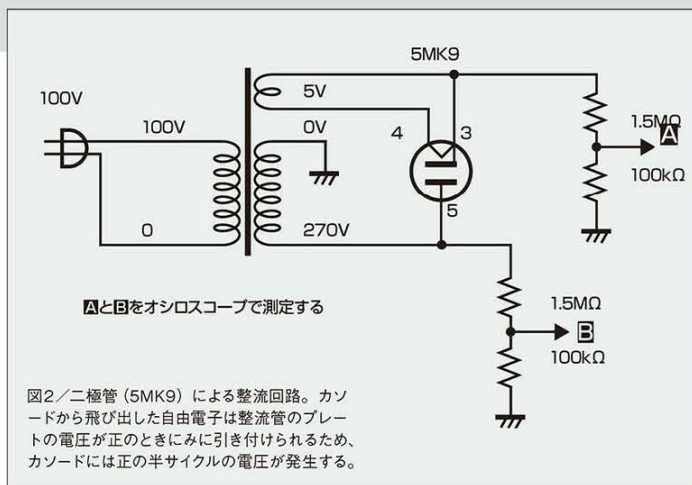 5MK9
100V
100V
5V
0V
4
3
5
0
270V
1.5MΩ
A
100kΩ
1.5MΩ
B
100kΩ
AとBをオシロスコープで測定する
図2／二極管（5MK9）による整流回路。カソ
ードから飛び出した自由電子は整流管のプレー
トの電圧が正のときにみに引き付けられるため、
カソードには正の半サイクルの電圧が発生する。